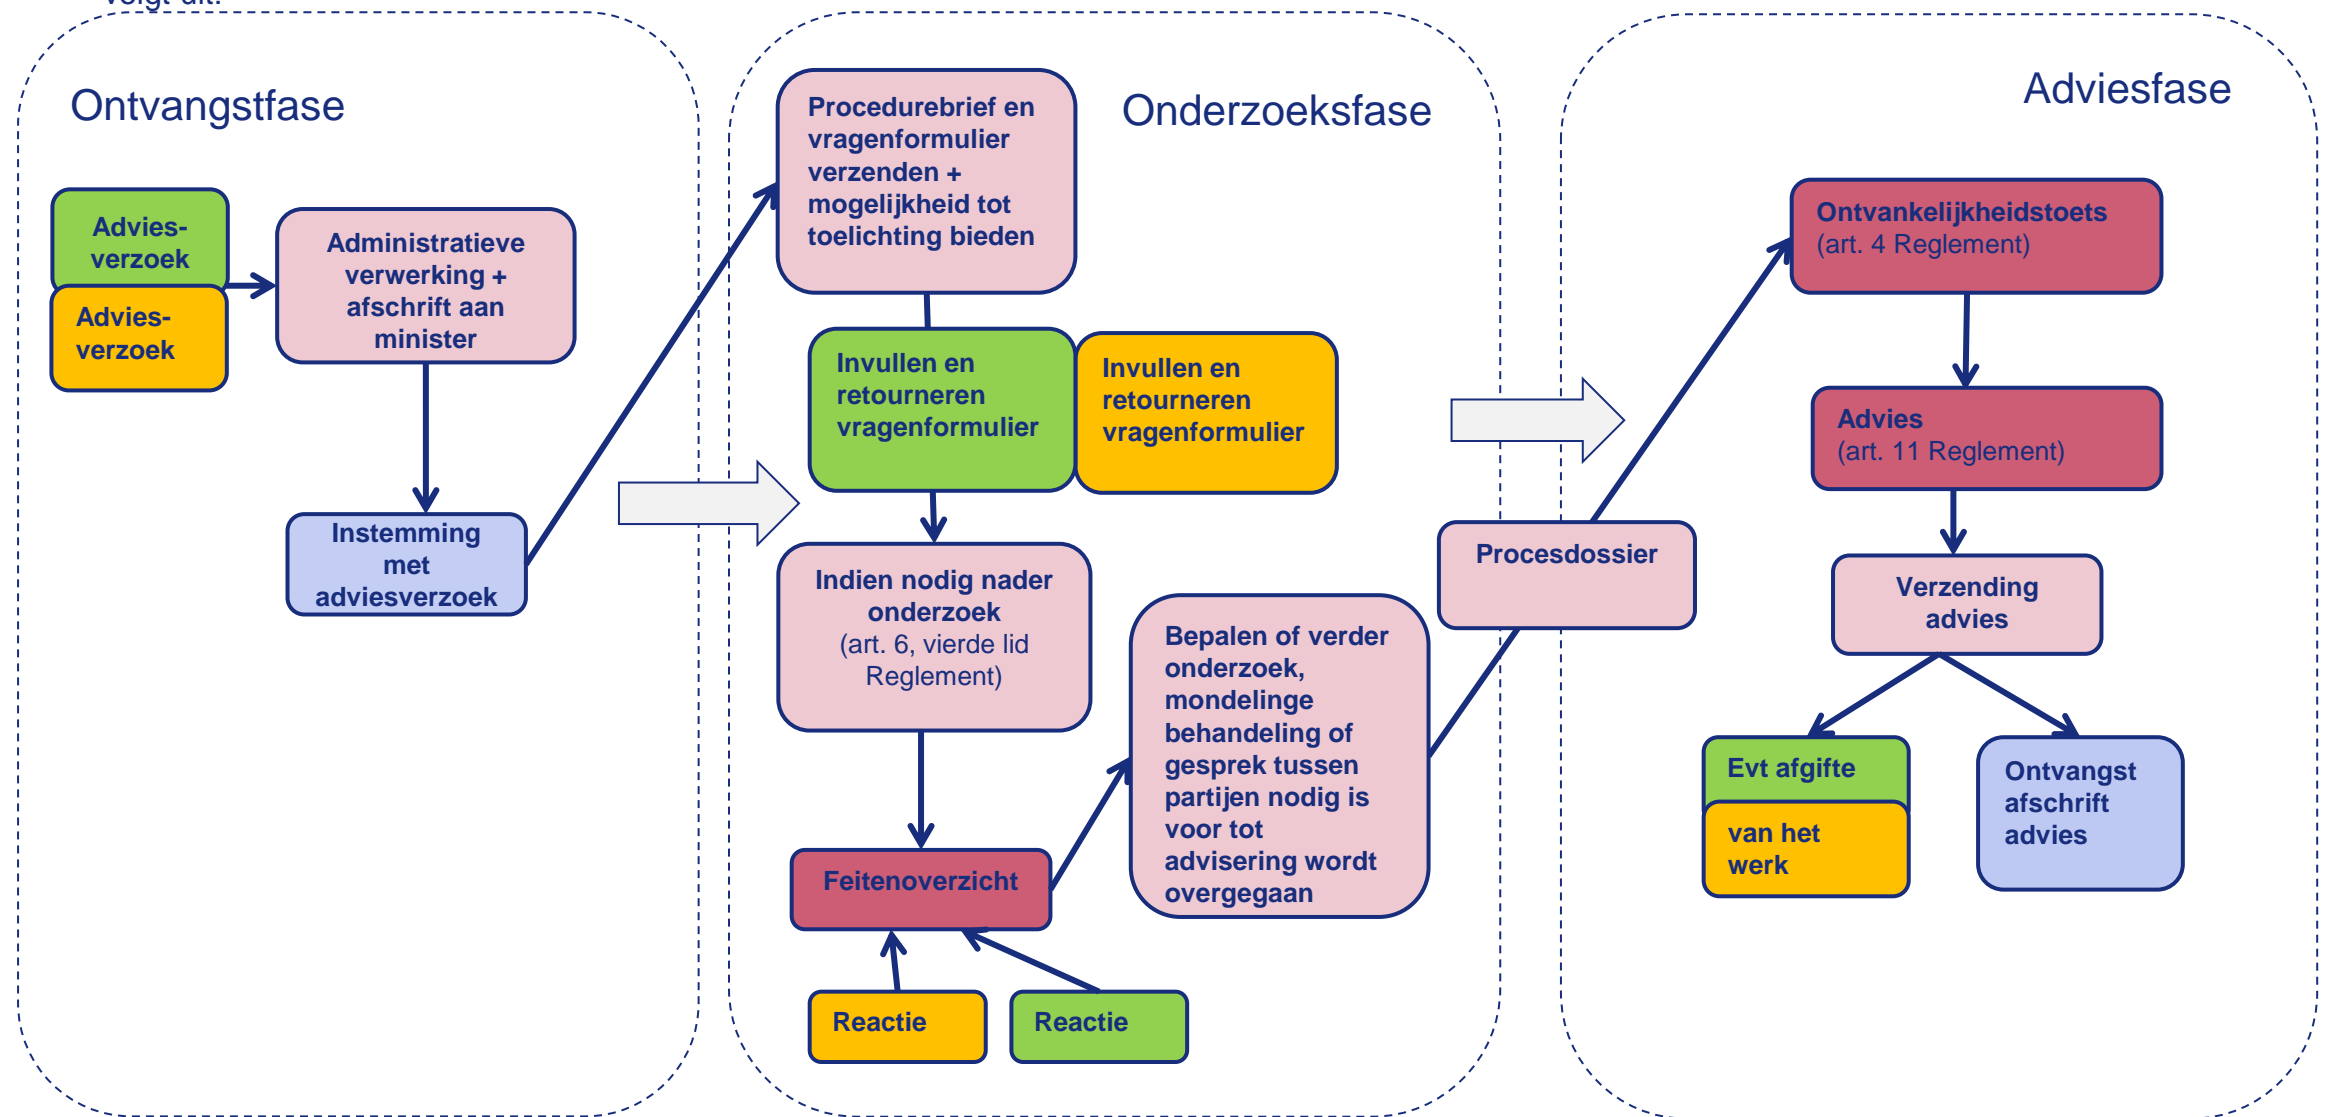 volgt uit:
Ontvangstfase
Advies-
verzoek
Advies-
verzoek
Administratieve
verwerking +
afschrift aan
minister
Instemming
met
adviesverzoek
Onderzoeksfase
Procedurebrief en
vragenformulier
verzenden +
mogelijkheid tot
toelichting bieden
Invullen en
retourneren
vragenformulier
Invullen en
retourneren
vragenformulier
Indien nodig nader
onderzoek
(art. 6, vierde lid
Reglement)
Feitenoverzicht
Reactie
Reactie
Bepalen of verder
onderzoek,
mondelinge
behandeling of
gesprek tussen
partijen nodig is
voor tot
advisering wordt
overgegaan
Procesdossier
Adviesfase
Ontvankelijkheidstoets
(art. 4 Reglement)
Advies
(art. 11 Reglement)
Verzending
advies
Evt afgifte
van het
werk
Ontvangst
afschrift
advies